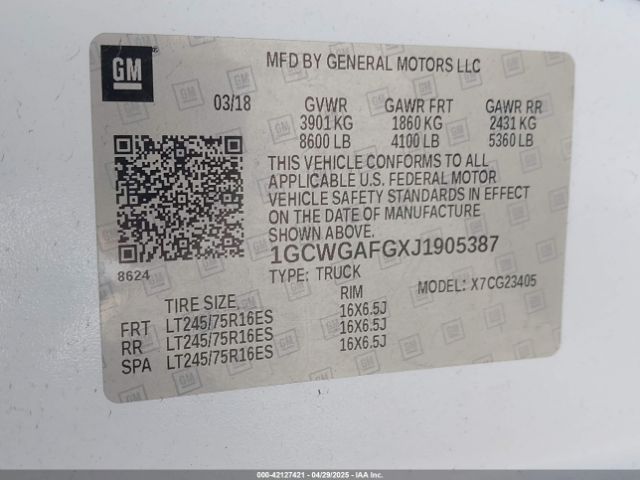 GM
MFD BY GENERAL MOTORS LLC
03/18 GVWR GAWR FRT GAWR RR
3901 KG 1860 KG 2431 KG
8600 LB 4100 LB 5360 LB
THIS VEHICLE CONFORMS TO ALL
APPLICABLE U.S. FEDERAL MOTOR
VEHICLE SAFETY STANDARDS IN EFFECT
ON THE DATE OF MANUFACTURE
SHOWN ABOVE.
1GCWGAFGXJ1905387
8624 TYPE: TRUCK MODEL: X7CG23405
TIRE SIZE RIM
FRT LT245/75R16ES 16X6.5J
RR LT245/75R16ES 16X6.5J
SPA LT245/75R16ES 16X6.5J
000-42127421 - 04/29/2025 - IAAI.COM